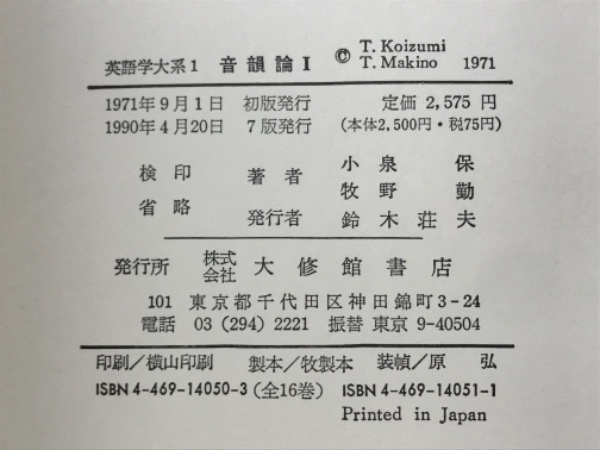 英語学大系1 音韻論Ⅰ © T. Koizumi T. Makino 1971
1971年9月1日 初版発行 定価 2,575 円
1990年4月20日 7版発行 (本体2,500円・税75円)
検印 著者 小泉保
省略 牧野勤
発行者 鈴木荘夫
発行所 株式会社 大修館書店
101 東京都千代田区神田錦町3-24
電話 03 (294) 2221 振替 東京 9-40504
印刷/横山印刷 製本/牧製本 装幀/原 弘
ISBN 4-469-14050-3 (全16巻) ISBN 4-469-14051-1
Printed in Japan